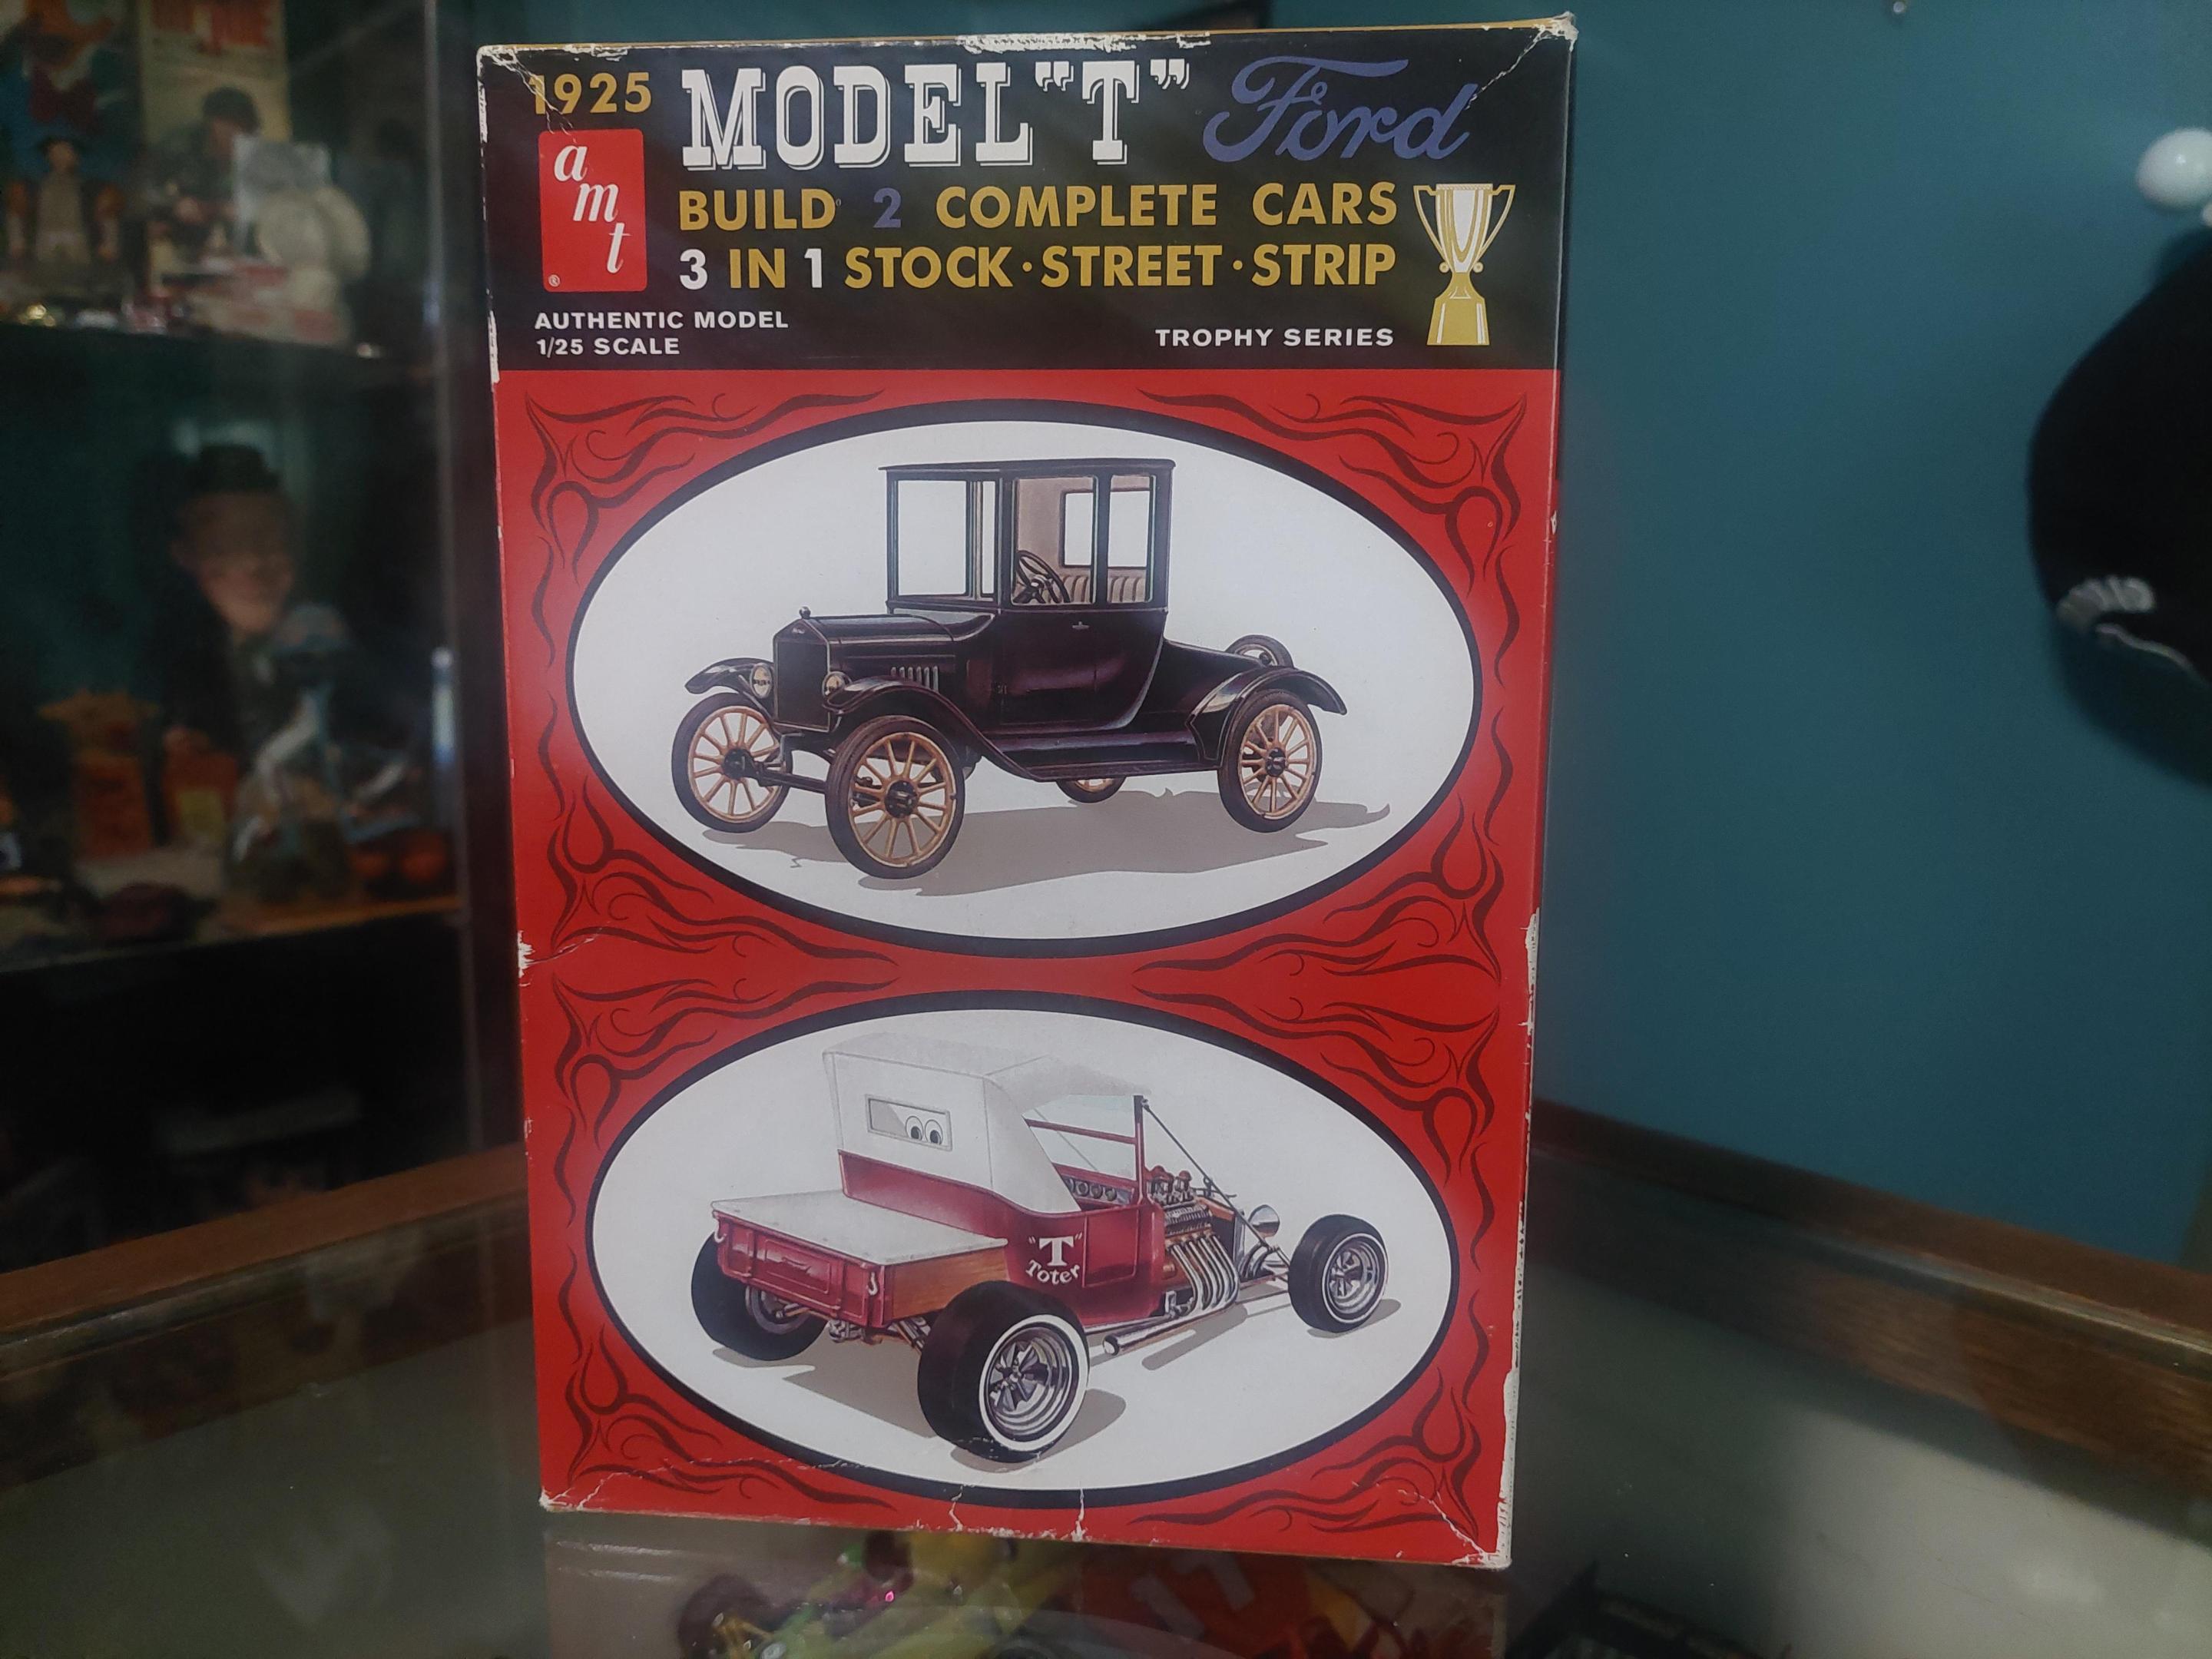 1925 MODEL "T" Ford
amt
®
BUILD 2 COMPLETE CARS
3 IN 1 STOCK·STREET·STRIP
AUTHENTIC MODEL
1/25 SCALE
TROPHY SERIES
"T"
Toter